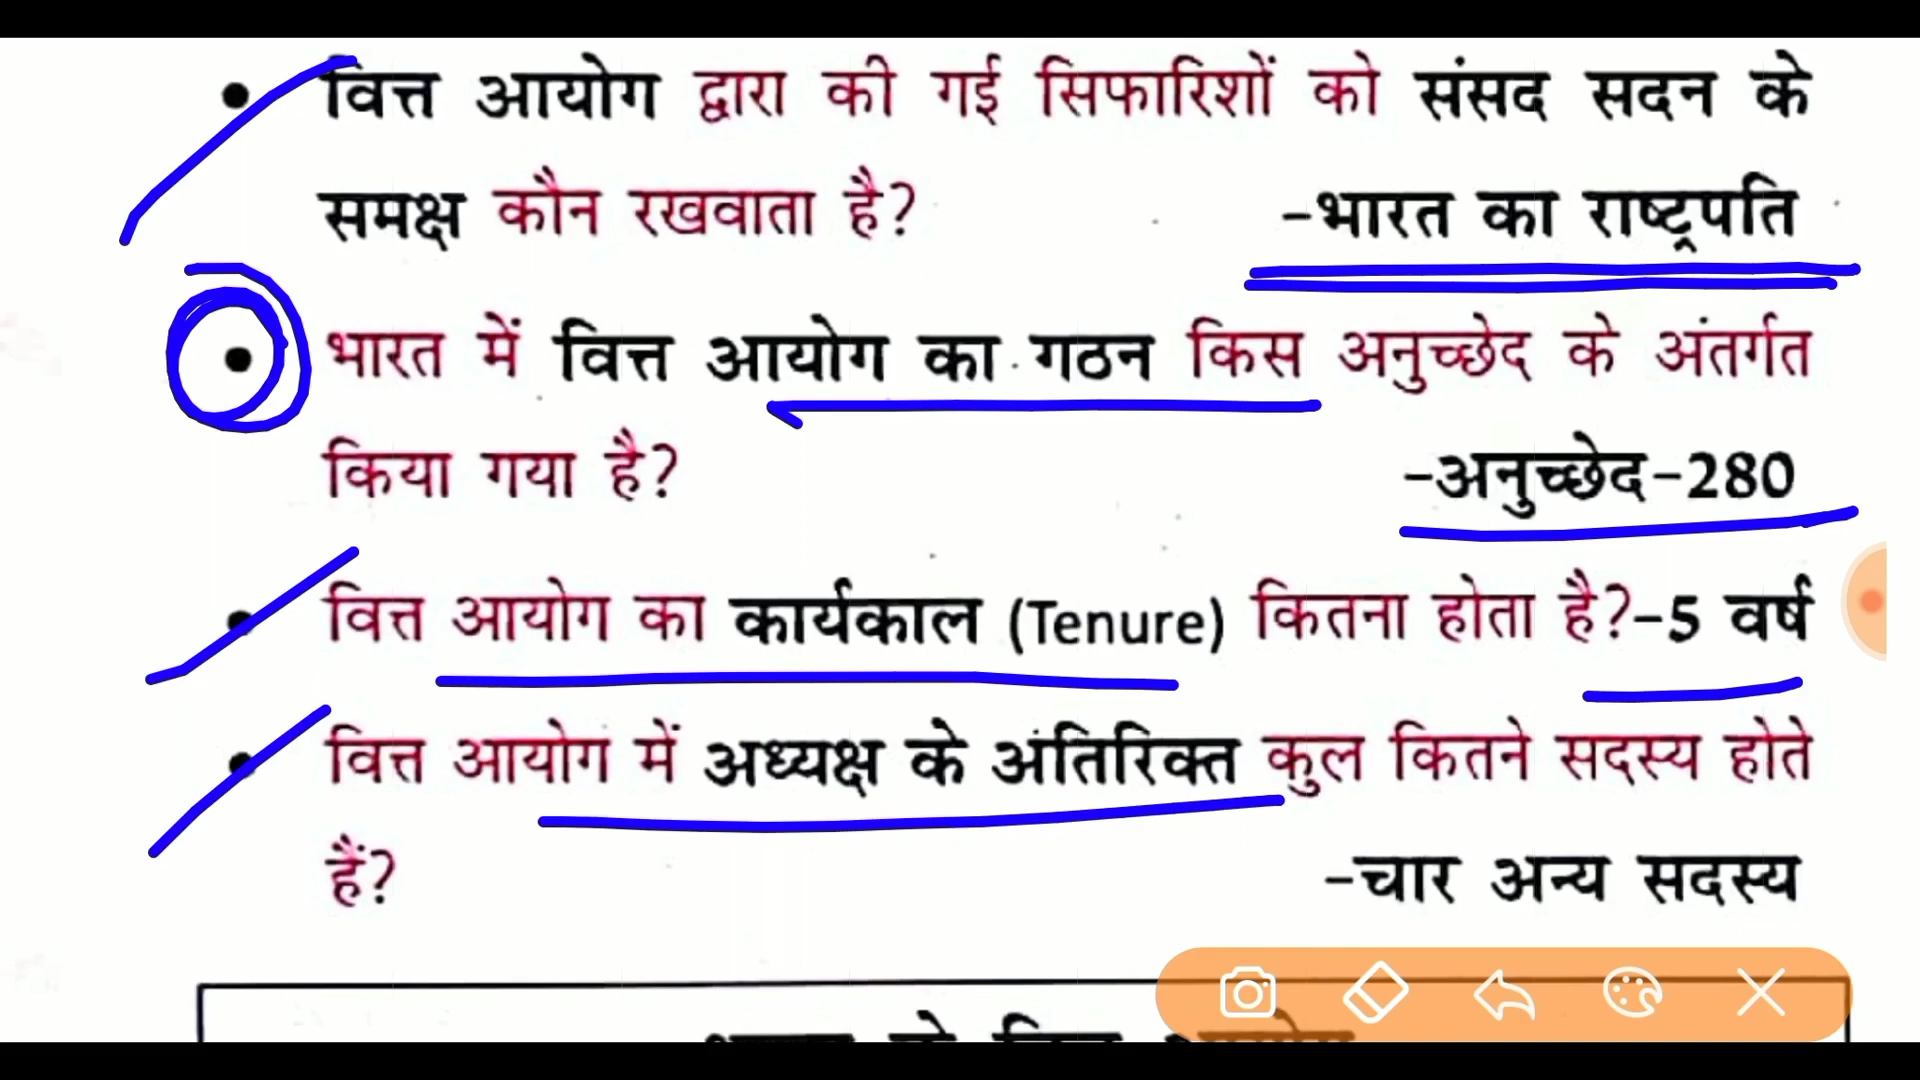 • वित्त आयोग द्वारा की गई सिफारिशों को संसद सदन के
समक्ष कौन रखवाता है? -भारत का राष्ट्रपति
• भारत में वित्त आयोग का गठन किस अनुच्छेद के अंतर्गत
किया गया है? -अनुच्छेद-280
• वित्त आयोग का कार्यकाल (Tenure) कितना होता है?-5 वर्ष
• वित्त आयोग में अध्यक्ष के अतिरिक्त कुल कितने सदस्य होते
हैं? -चार अन्य सदस्य